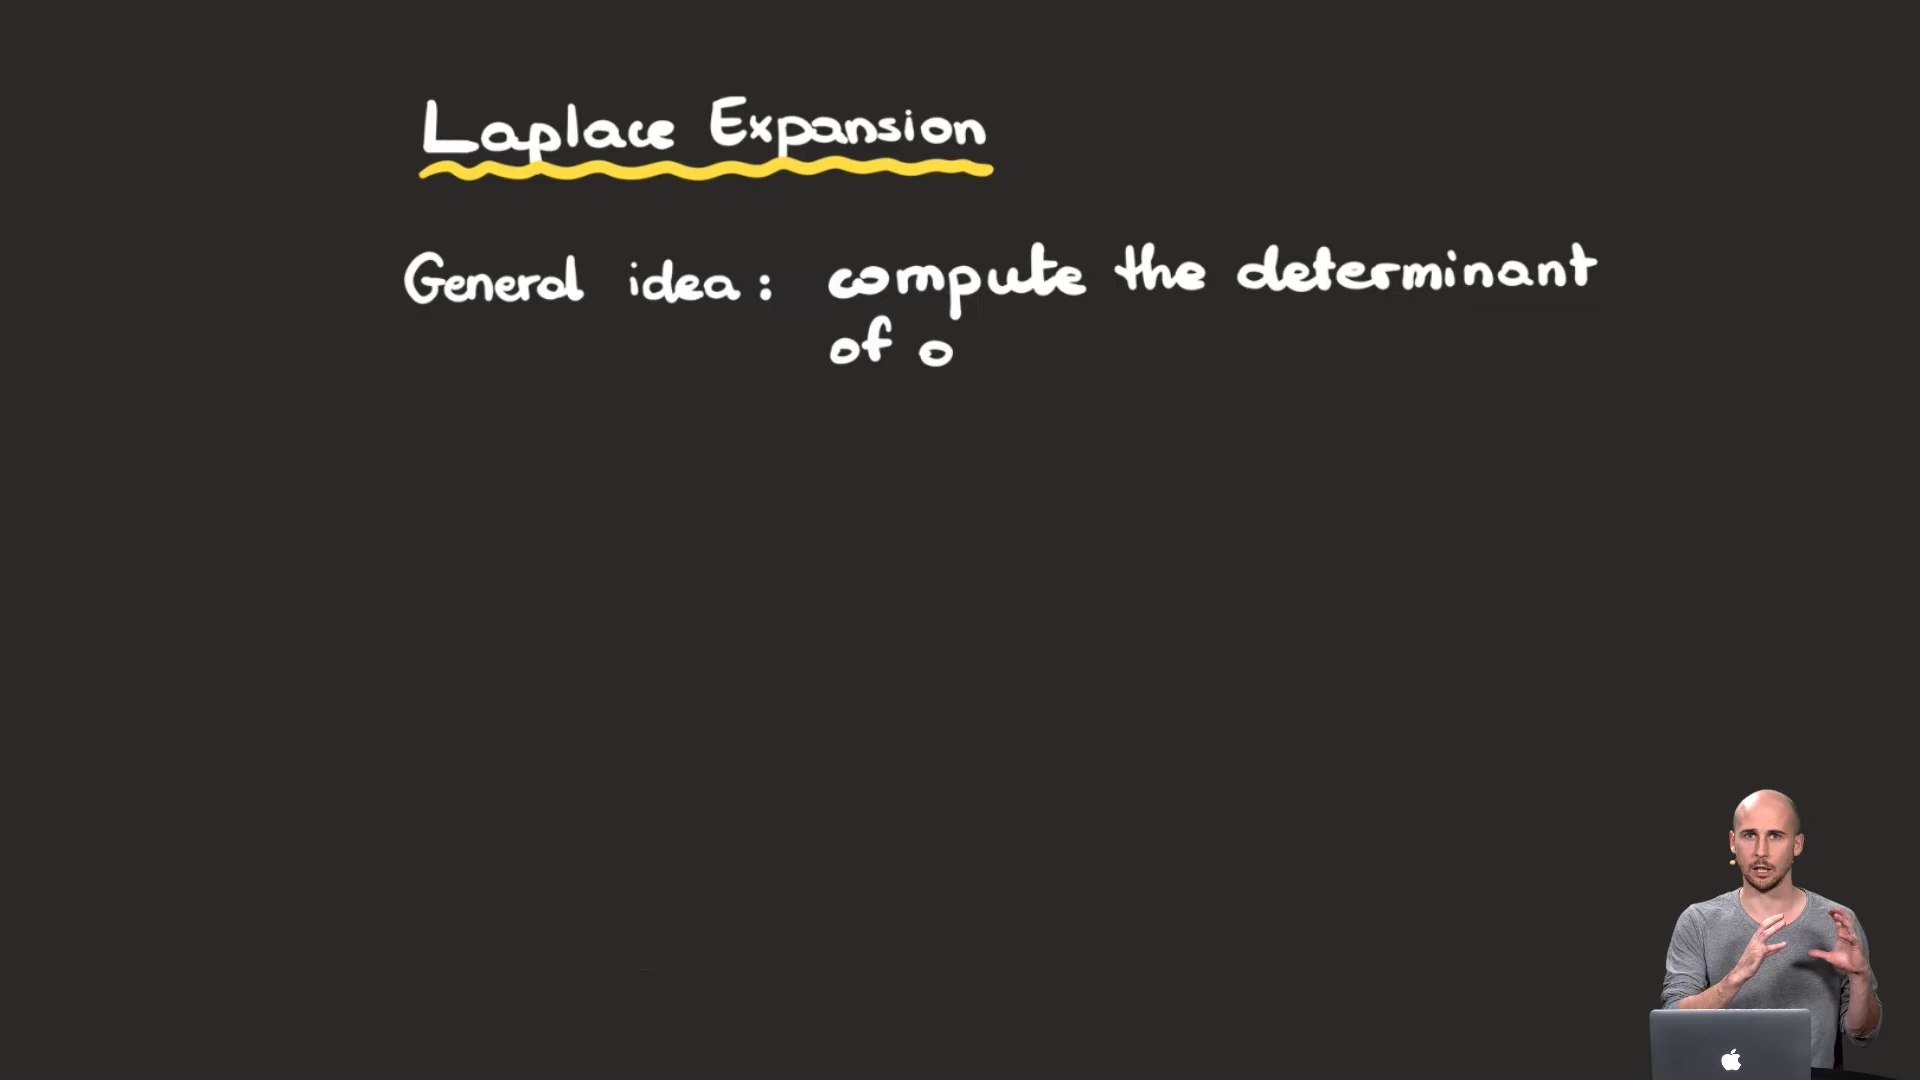 Laplace Expansion
General idea: compute the determinant
of a